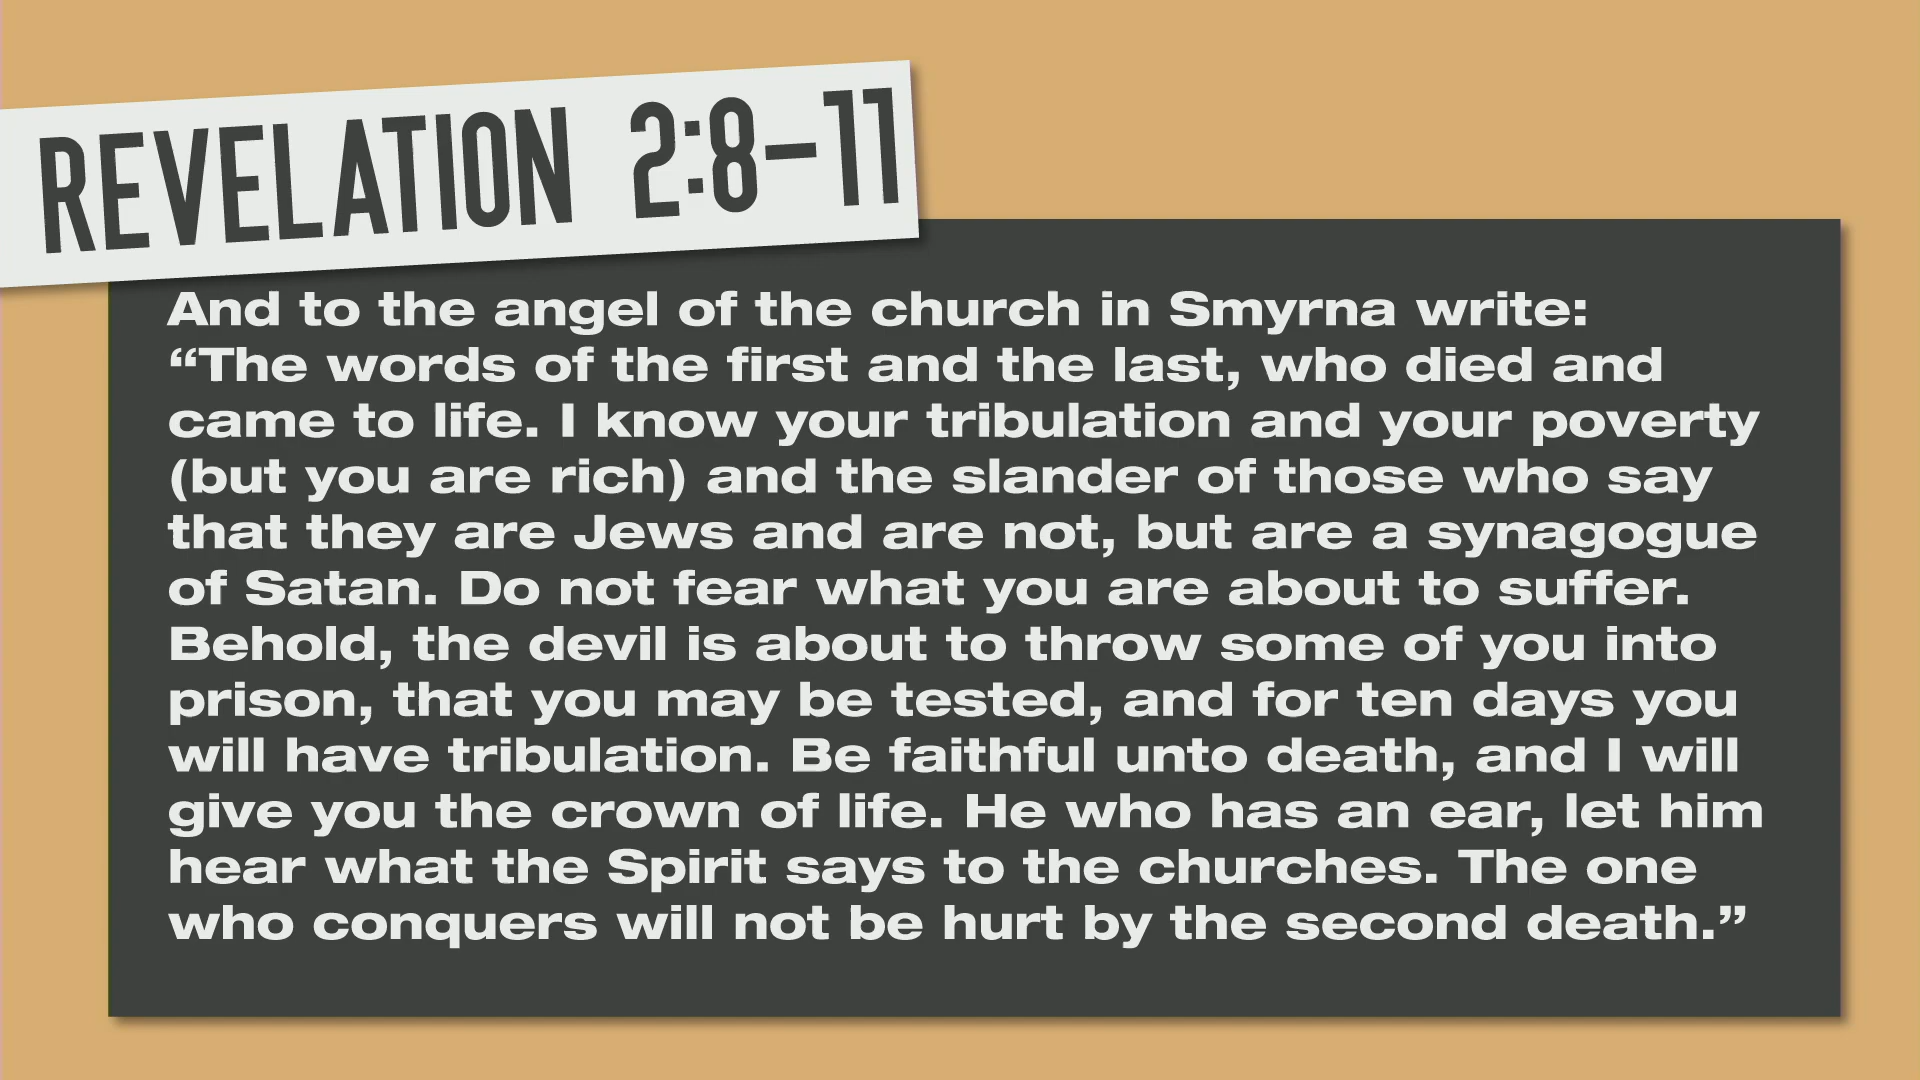 REVELATION 2:8–11
And to the angel of the church in Smyrna write:
“The words of the first and the last, who died and
came to life. I know your tribulation and your poverty
(but you are rich) and the slander of those who say
that they are Jews and are not, but are a synagogue
of Satan. Do not fear what you are about to suffer.
Behold, the devil is about to throw some of you into
prison, that you may be tested, and for ten days you
will have tribulation. Be faithful unto death, and I will
give you the crown of life. He who has an ear, let him
hear what the Spirit says to the churches. The one
who conquers will not be hurt by the second death.”